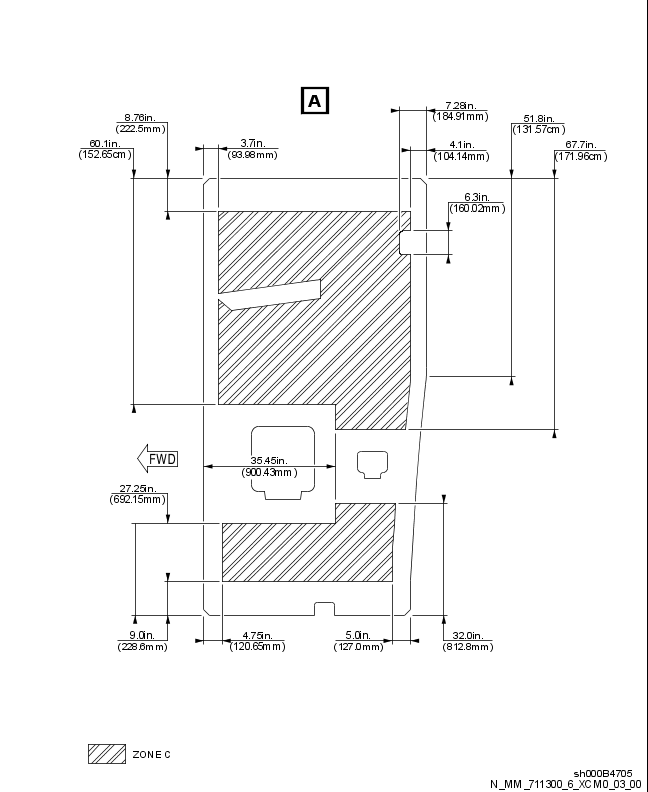 A
7.28in.
(184.91mm)
8.76in.
(222.5mm)
51.8in.
(131.57cm)
60.1in.
(152.65cm)
3.7in.
(93.98mm)
4.1in.
(104.14mm)
67.7in.
(171.96cm)
6.3in.
(160.02mm)
FWD
35.45in.
(900.43mm)
27.25in.
(692.15mm)
9.0in.
(228.6mm)
4.75in.
(120.65mm)
5.0in.
(127.0mm)
32.0in.
(812.8mm)
ZONE C
sh000B4705
N_MM_711300_6_XCM0_03_00